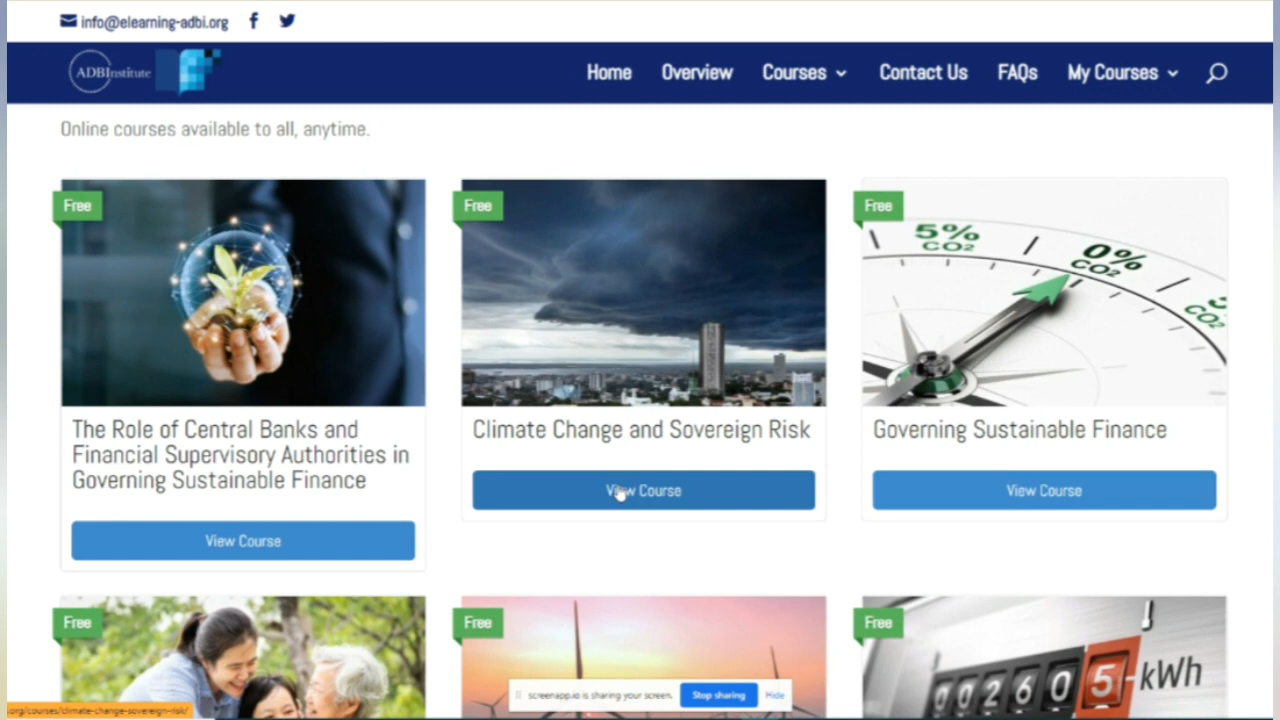 info@elearning-adbi.org
ADBInstitute
Home Overview Courses Contact Us FAQs My Courses
Online courses available to all, anytime.
Free
Free
Free
5%
CO2
0%
CO2
CO2
The Role of Central Banks and
Financial Supervisory Authorities in
Governing Sustainable Finance
View Course
Climate Change and Sovereign Risk
View Course
Governing Sustainable Finance
View Course
Free
Free
Free
002605 kWh
screenapp.io is sharing your screen. Stop sharing Hide
.org/courses/climate-change-sovereign-risk/